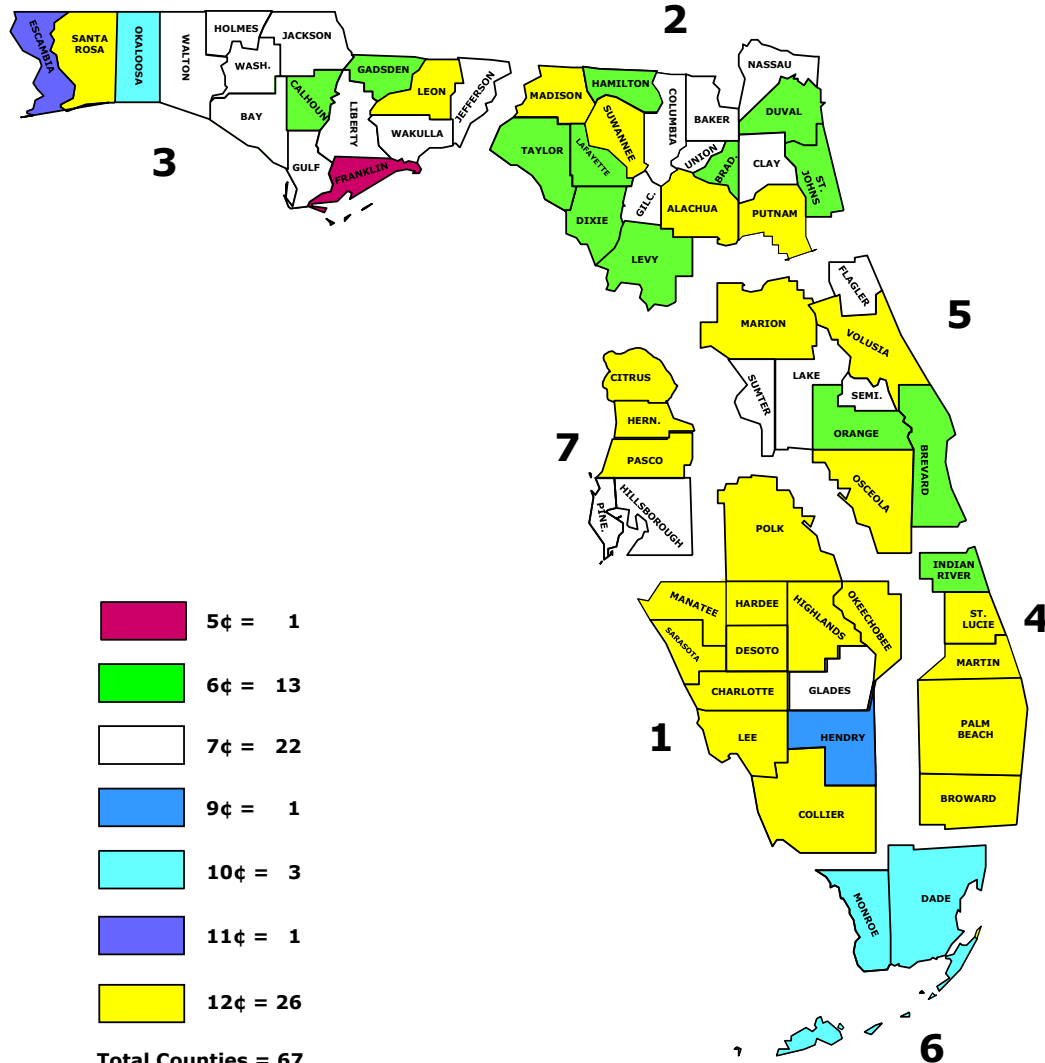 2
ESCAMBIA
SANTA
ROSA
OKALOOSA
WALTON
HOLMES
WASH.
JACKSON
BAY
CALHOUN
GULF
LIBERTY
GADSDEN
FRANKLIN
LEON
WAKULLA
JEFFERSON
3
MADISON
HAMILTON
TAYLOR
LAFAYETTE
SUWANNEE
COLUMBIA
BAKER
NASSAU
DUVAL
UNION
BRAD.
CLAY
ST.
JOHNS
DIXIE
GILC.
ALACHUA
PUTNAM
LEVY
FLAGLER
5
MARION
VOLUSIA
SUMTER
LAKE
SEMI.
ORANGE
BREVARD
OSCEOLA
CITRUS
HERN.
7
PASCO
PINE.
HILLSBOROUGH
POLK
MANATEE
HARDEE
HIGHLANDS
OKEECHOBEE
SARASOTA
DESOTO
CHARLOTTE
GLADES
1
LEE
HENDRY
COLLIER
INDIAN
RIVER
ST.
LUCIE
4
MARTIN
PALM
BEACH
BROWARD
MONROE
DADE
6
5¢ = 1
6¢ = 13
7¢ = 22
9¢ = 1
10¢ = 3
11¢ = 1
12¢ = 26
Total Counties = 67